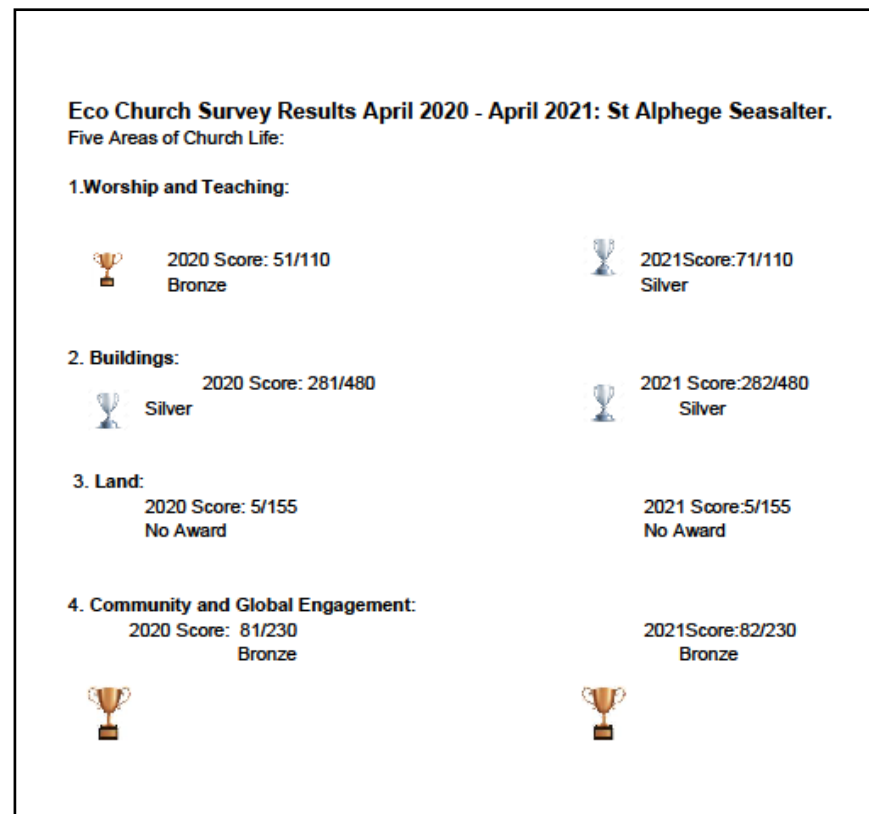 Eco Church Survey Results April 2020 - April 2021: St Alphege Seasalter.
Five Areas of Church Life:
1.Worship and Teaching:
2020 Score: 51/110 2021Score:71/110
Bronze Silver
2. Buildings:
2020 Score: 281/480 2021 Score:282/480
Silver Silver
3. Land:
2020 Score: 5/155 2021 Score:5/155
No Award No Award
4. Community and Global Engagement:
2020 Score: 81/230 2021Score:82/230
Bronze Bronze